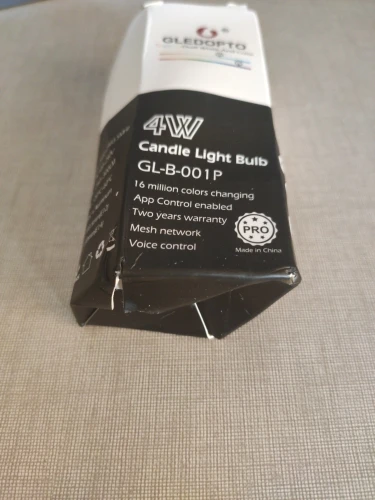 GLEDOPTO
4W
Candle Light Bulb
GL-B-001P
16 million colors changing
App Control enabled
Two years warranty
Mesh network
Voice control
PRO
Made in China